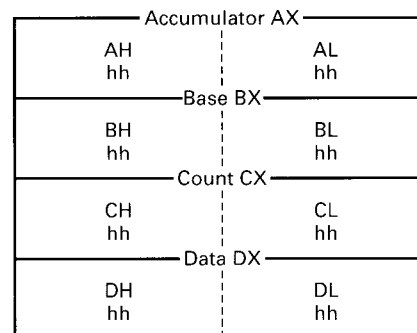 Accumulator AX
AH AL
hh hh
Base BX
BH BL
hh hh
Count CX
CH CL
hh hh
Data DX
DH DL
hh hh